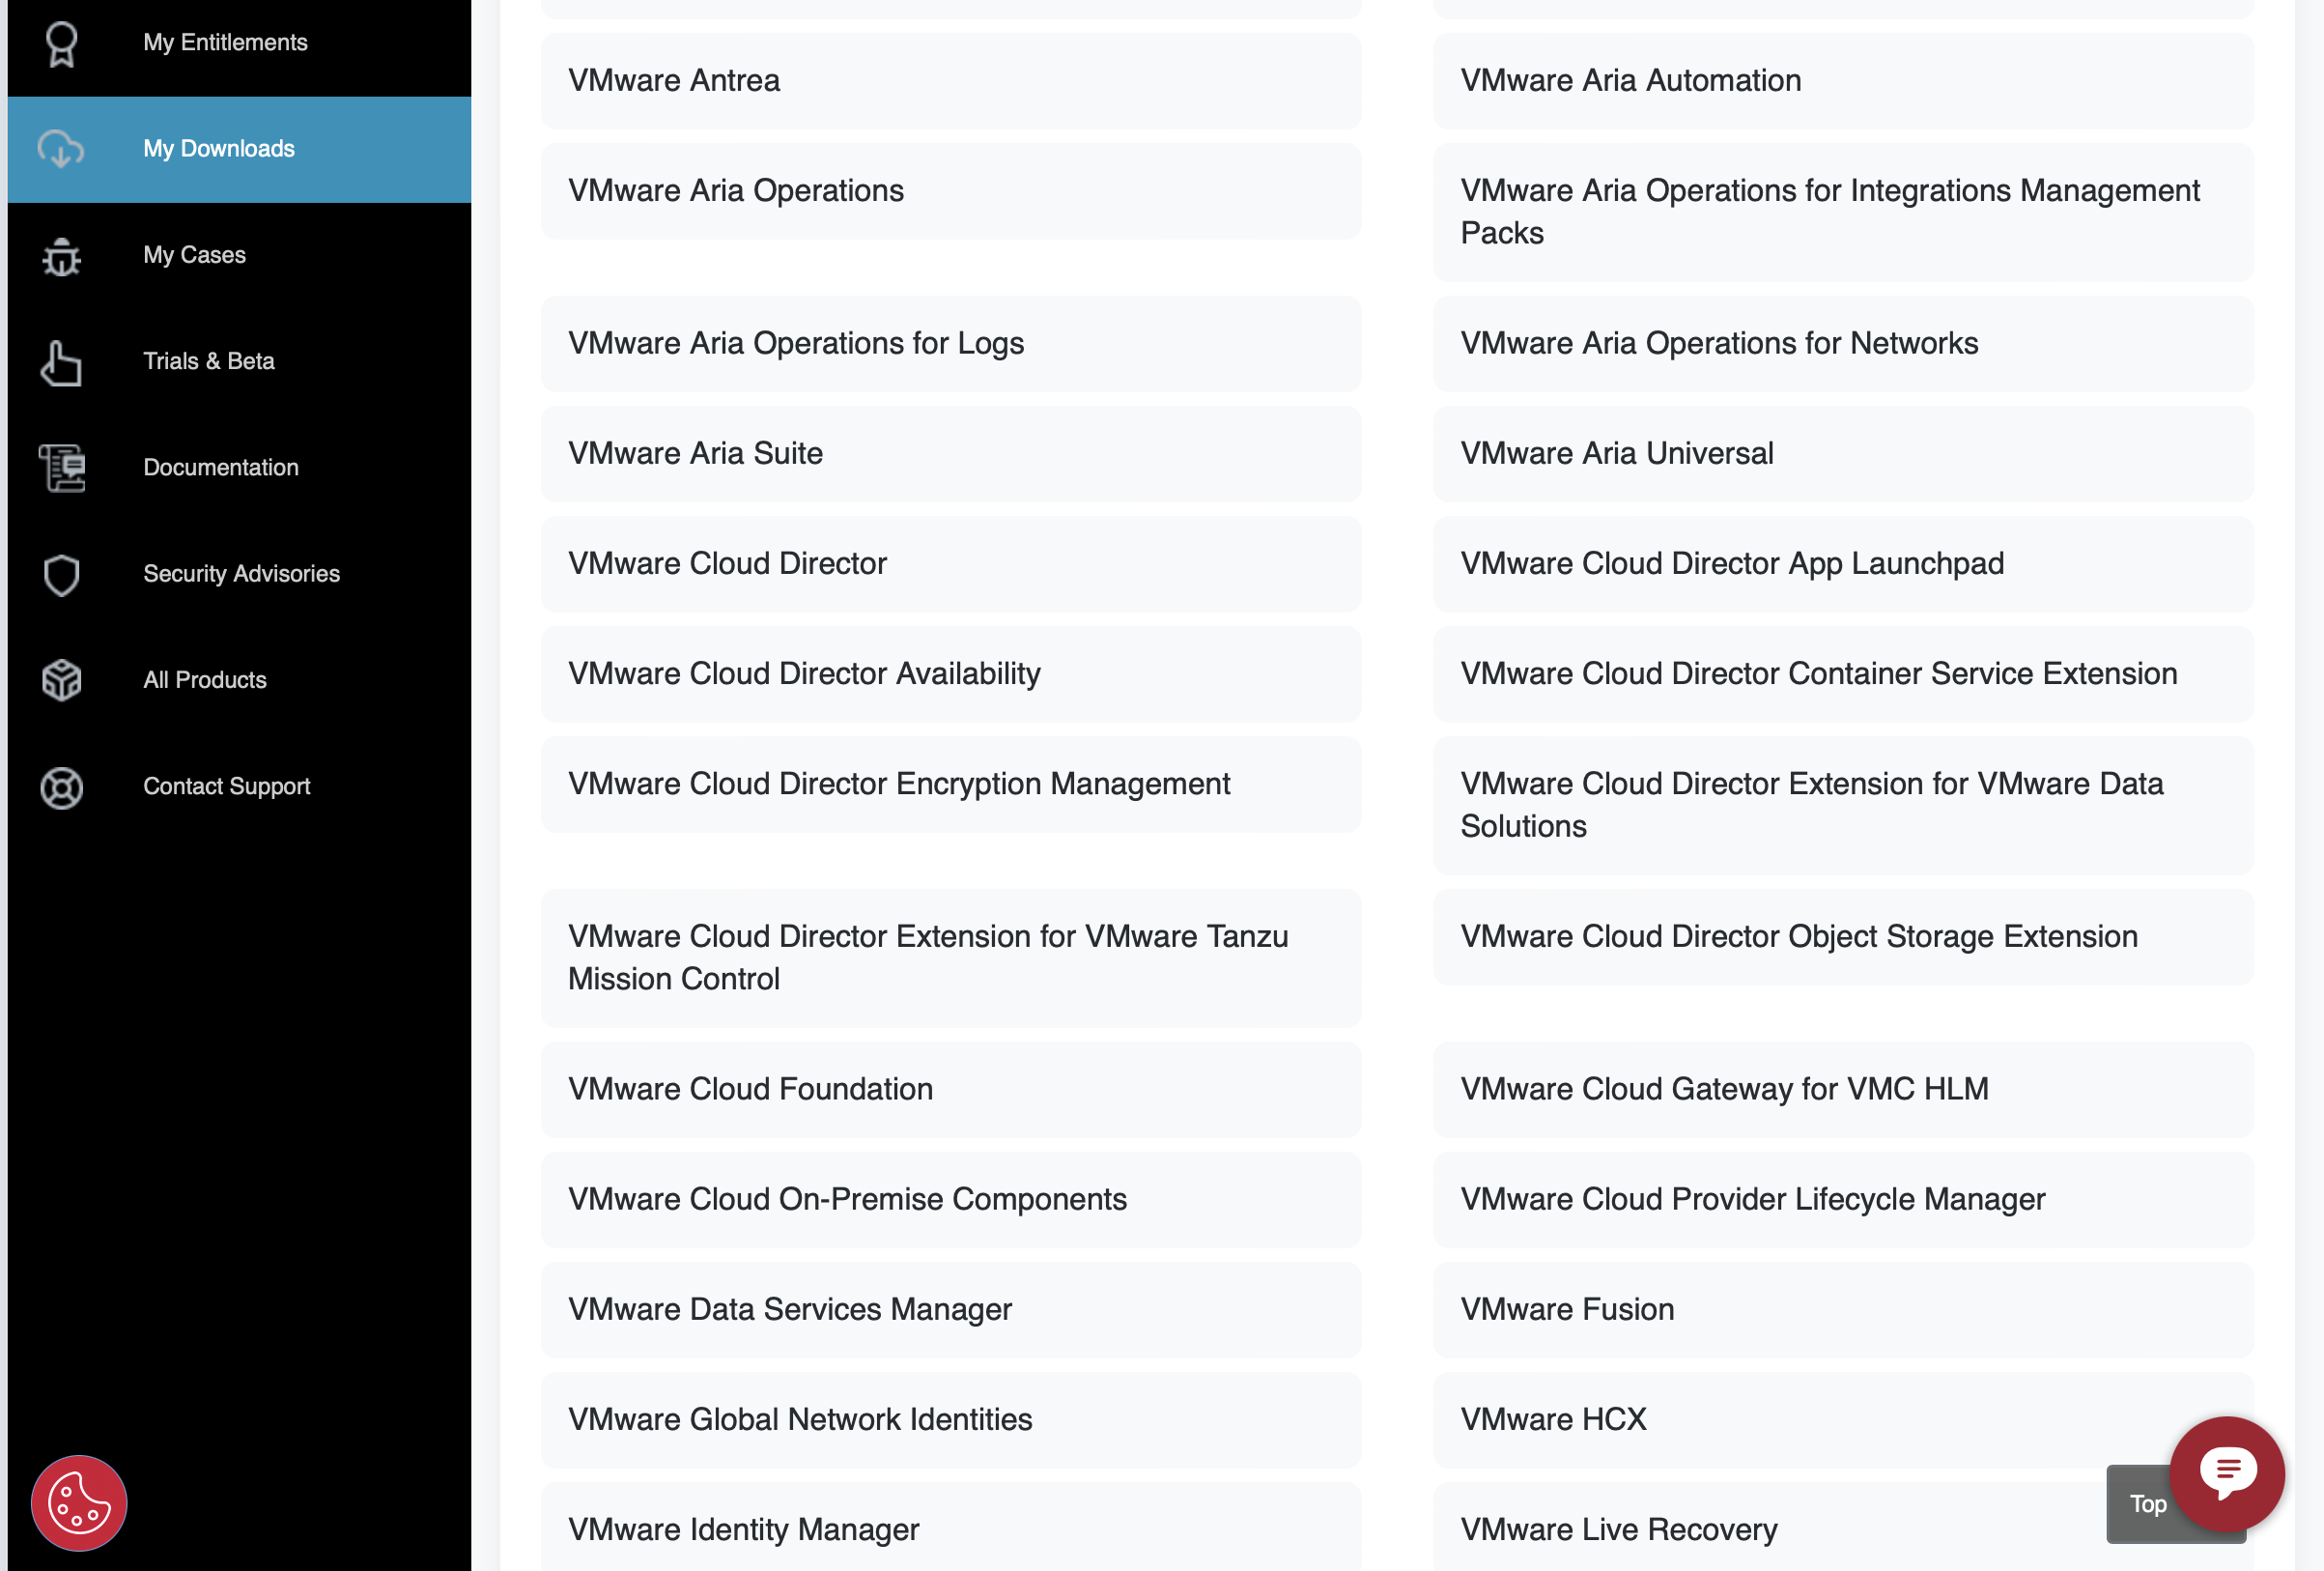 My Entitlements
My Downloads
My Cases
Trials & Beta
Documentation
Security Advisories
All Products
Contact Support
VMware Antrea
VMware Aria Automation
VMware Aria Operations
VMware Aria Operations for Integrations Management
Packs
VMware Aria Operations for Logs
VMware Aria Operations for Networks
VMware Aria Suite
VMware Aria Universal
VMware Cloud Director
VMware Cloud Director App Launchpad
VMware Cloud Director Availability
VMware Cloud Director Container Service Extension
VMware Cloud Director Encryption Management
VMware Cloud Director Extension for VMware Data
Solutions
VMware Cloud Director Extension for VMware Tanzu
Mission Control
VMware Cloud Director Object Storage Extension
VMware Cloud Foundation
VMware Cloud Gateway for VMC HLM
VMware Cloud On-Premise Components
VMware Cloud Provider Lifecycle Manager
VMware Data Services Manager
VMware Fusion
VMware Global Network Identities
VMware HCX
VMware Identity Manager
VMware Live Recovery
Top